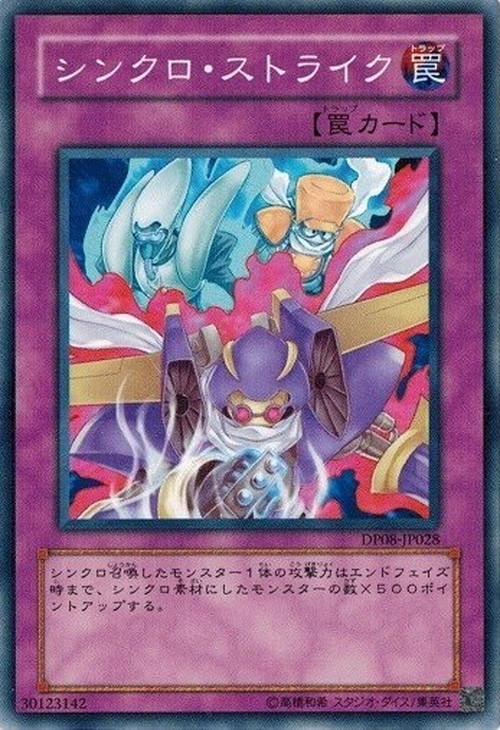 シンクロ・ストライク 罠
トラップ
トラップ
【罠カード】
DP08-JP028
シンクロ召喚したモンスター1体の攻撃力はエンドフェイズ
時まで、シンクロ素材にしたモンスターの数×500ポイ
ントアップする。
30123142
©高橋和希 スタジオ・ダイス/集英社